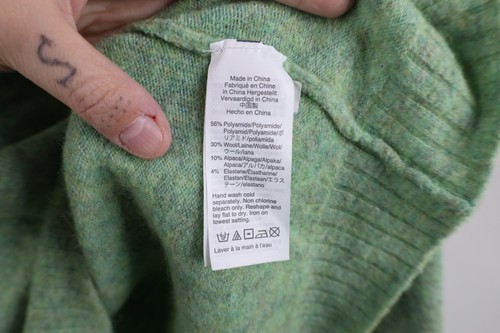 Made in China
Fabriqué en Chine
in China Hergestellt
Vervaardigd in China
中国製
Hecho en China
56% Polyamide/Polyamide/
Polyamid/Polyamide/ポ
リアミド/poliamida
30% Wool/Laine/Wolle/Wol/
ウール/lana
10% Alpaca/Alpaga/Alpaka/
Alpaca/アルパカ/alpaca
4% Elastane/Elasthanne/
Elastan/Elastaan/エラス
テーン/elastano
Hand wash cold
separately. Non chlorine
bleach only. Reshape and
lay flat to dry. Iron on
lowest setting.
Laver à la main à l'eau
S